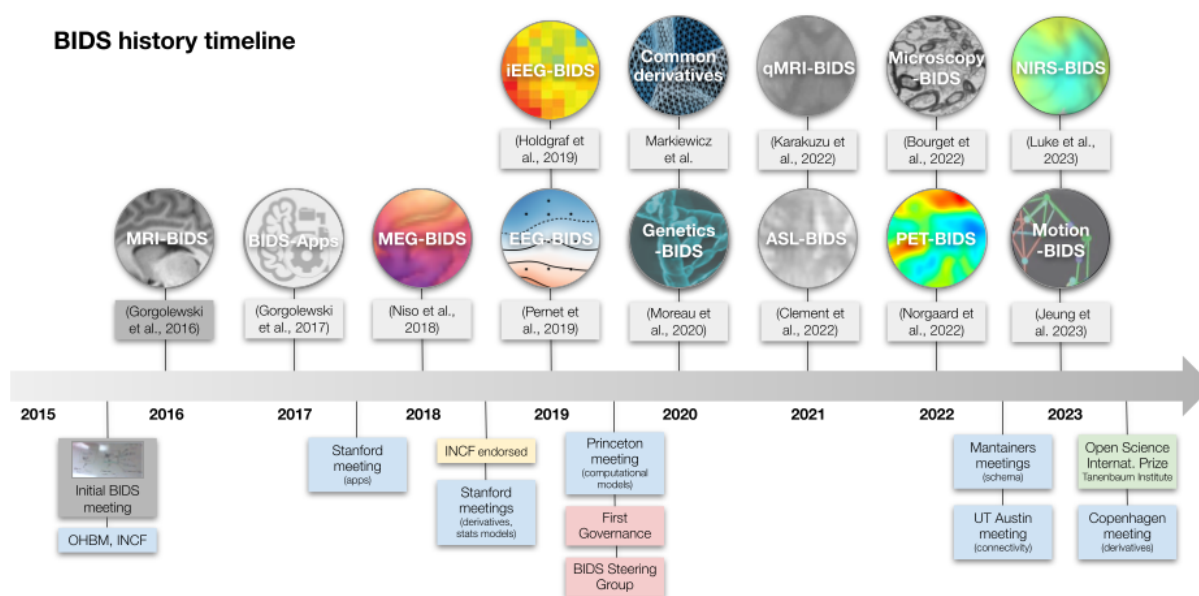 BIDS history timeline
iEEG-BIDS
Common
derivatives
qMRI-BIDS
Microscopy
-BIDS
NIRS-BIDS
(Holdgraf et
al., 2019)
Markiewicz
et al.
(Karakuzu et
al., 2022)
(Bourget et
al., 2022)
(Luke et al.,
2023)
MRI-BIDS
BIDS-Apps
MEG-BIDS
EEG-BIDS
Genetics
-BIDS
ASL-BIDS
PET-BIDS
Motion
-BIDS
(Gorgolewski
et al., 2016)
(Gorgolewski
et al., 2017)
(Niso et al.,
2018)
(Pernet et
al., 2019)
(Moreau et
al., 2020)
(Clement et
al., 2022)
(Norgaard et
al., 2022)
(Jeung et
al. 2023)
2015
2016
2017
2018
2019
2020
2021
2022
2023
Initial BIDS
meeting
OHBM, INCF
Stanford
meeting
(apps)
INCF endorsed
Stanford
meetings
(derivatives,
stats models)
Princeton
meeting
(computational
models)
First
Governance
BIDS Steering
Group
Mantainers
meetings
(schema)
UT Austin
meeting
(connectivity)
Open Science
Internat. Prize
Tanenbaum Institute
Copenhagen
meeting
(derivatives)